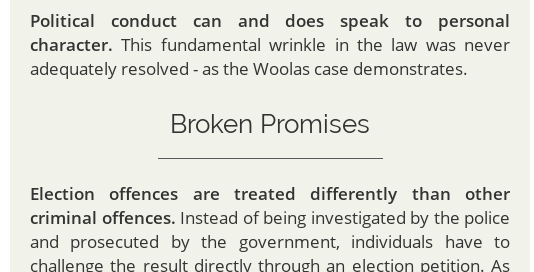 Political conduct can and does speak to personal
character. This fundamental wrinkle in the law was never
adequately resolved - as the Woolas case demonstrates.
Broken Promises
Election offences are treated differently than other
criminal offences. Instead of being investigated by the police
and prosecuted by the government, individuals have to
challenge the result directly through an election petition. As